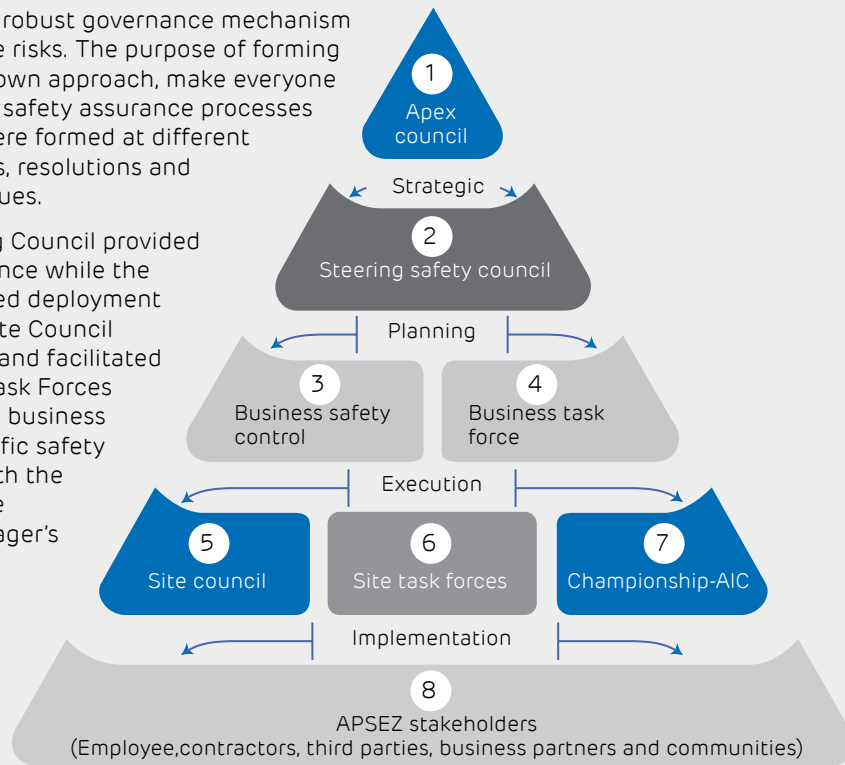 robust governance mechanism
e risks. The purpose of forming
own approach, make everyone
safety assurance processes
ere formed at different
s, resolutions and
ues.
g Council provided
nce while the
ed deployment
te Council
and facilitated
ask Forces
business
fic safety
th the
e
ager's
1
Apex
council
Strategic
2
Steering safety council
Planning
3
Business safety
control
4
Business task
force
Execution
5
Site council
6
Site task forces
7
Championship-AIC
Implementation
8
APSEZ stakeholders
(Employee,contractors, third parties, business partners and communities)